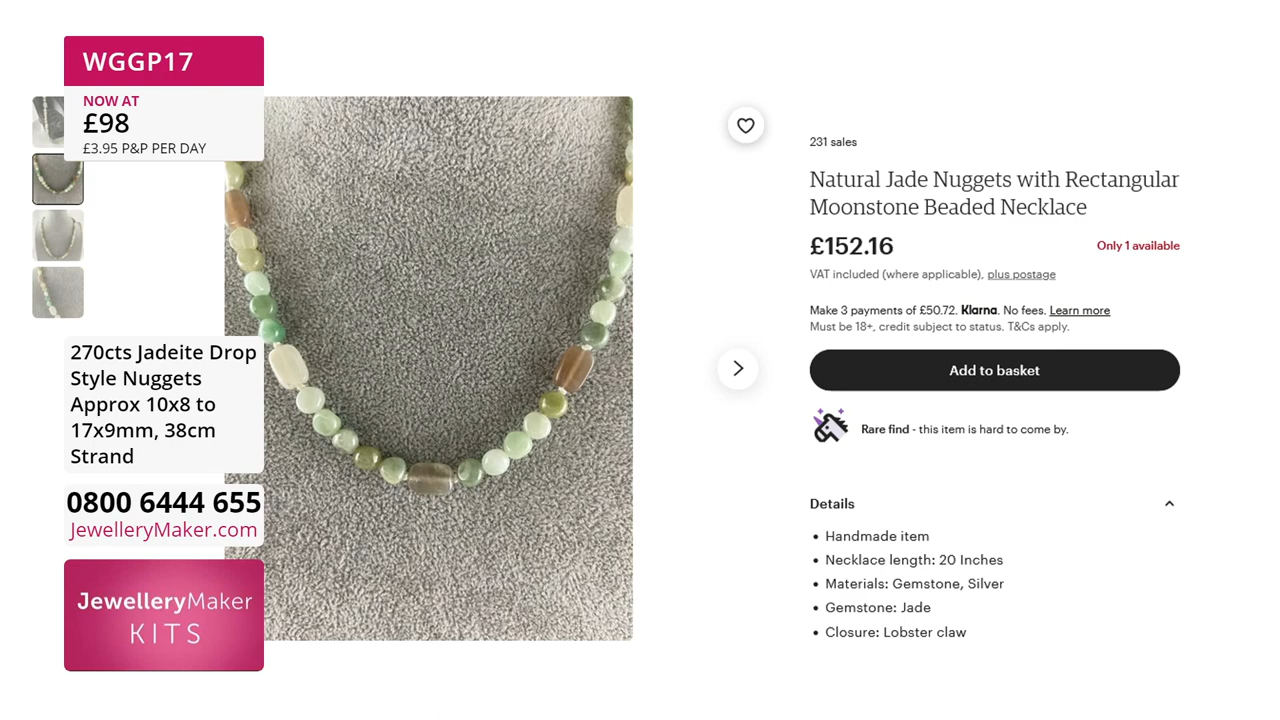 WGGP17
NOW AT
£98
£3.95 P&P PER DAY
270cts Jadeite Drop
Style Nuggets
Approx 10x8 to
17x9mm, 38cm
Strand
0800 6444 655
JewelleryMaker.com
JewelleryMaker
KITS
231 sales
Natural Jade Nuggets with Rectangular
Moonstone Beaded Necklace
£152.16
Only 1 available
VAT included (where applicable), plus postage
Make 3 payments of £50.72. Klarna. No fees. Learn more
Must be 18+, credit subject to status. T&Cs apply.
Add to basket
Rare find - this item is hard to come by.
Details
• Handmade item
• Necklace length: 20 Inches
• Materials: Gemstone, Silver
• Gemstone: Jade
• Closure: Lobster claw